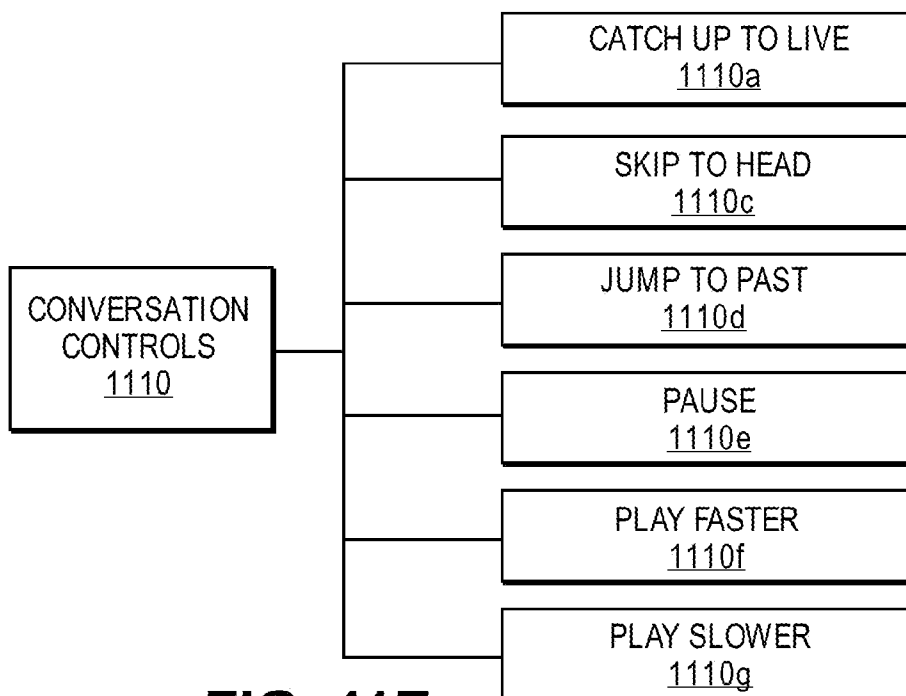 CATCH UP TO LIVE
1110a
SKIP TO HEAD
1110c
JUMP TO PAST
1110d
CONVERSATION
CONTROLS
1110
PAUSE
1110e
PLAY FASTER
1110f
PLAY SLOWER
1110g